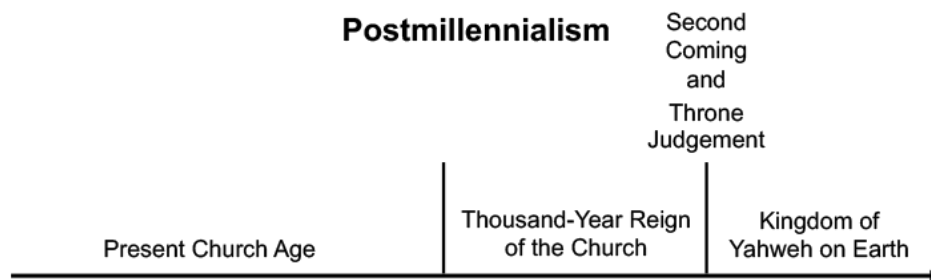 Postmillennialism
Second
Coming
and
Throne
Judgement
Present Church Age
Thousand-Year Reign
of the Church
Kingdom of
Yahweh on Earth